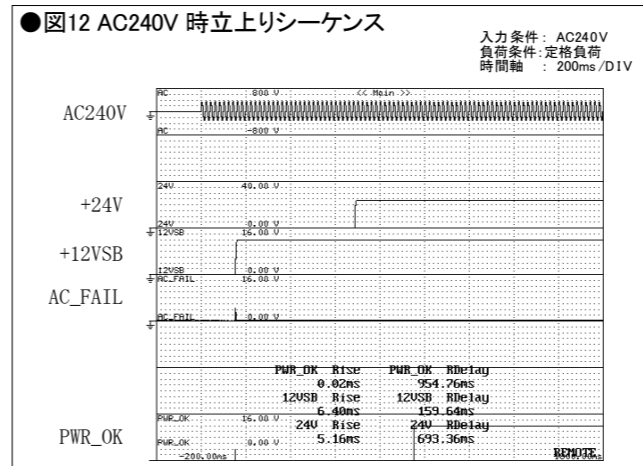 ●図12 AC240V 時立上りシーケンス
入力条件: AC240V
負荷条件:定格負荷
時間軸 : 200ms/DIV
AC 800 V << Main >>
AC240V
AC -800 V
24V 40.00 V
+24V
24V 0.00 V
12VSB 16.00 V
+12VSB
12VSB 0.00 V
AC_FAIL 16.00 V
AC_FAIL
AC_FAIL 0.00 V
PWR_OK Rise PWR_OK RDelay
0.02ms 954.76ms
12VSB Rise 12VSB RDelay
6.40ms 159.64ms
24V Rise 24V RDelay
5.16ms 693.36ms
PWR_OK 16.00 V
PWR_OK
PWR_OK 0.00 V
-200.00ms REMOTE